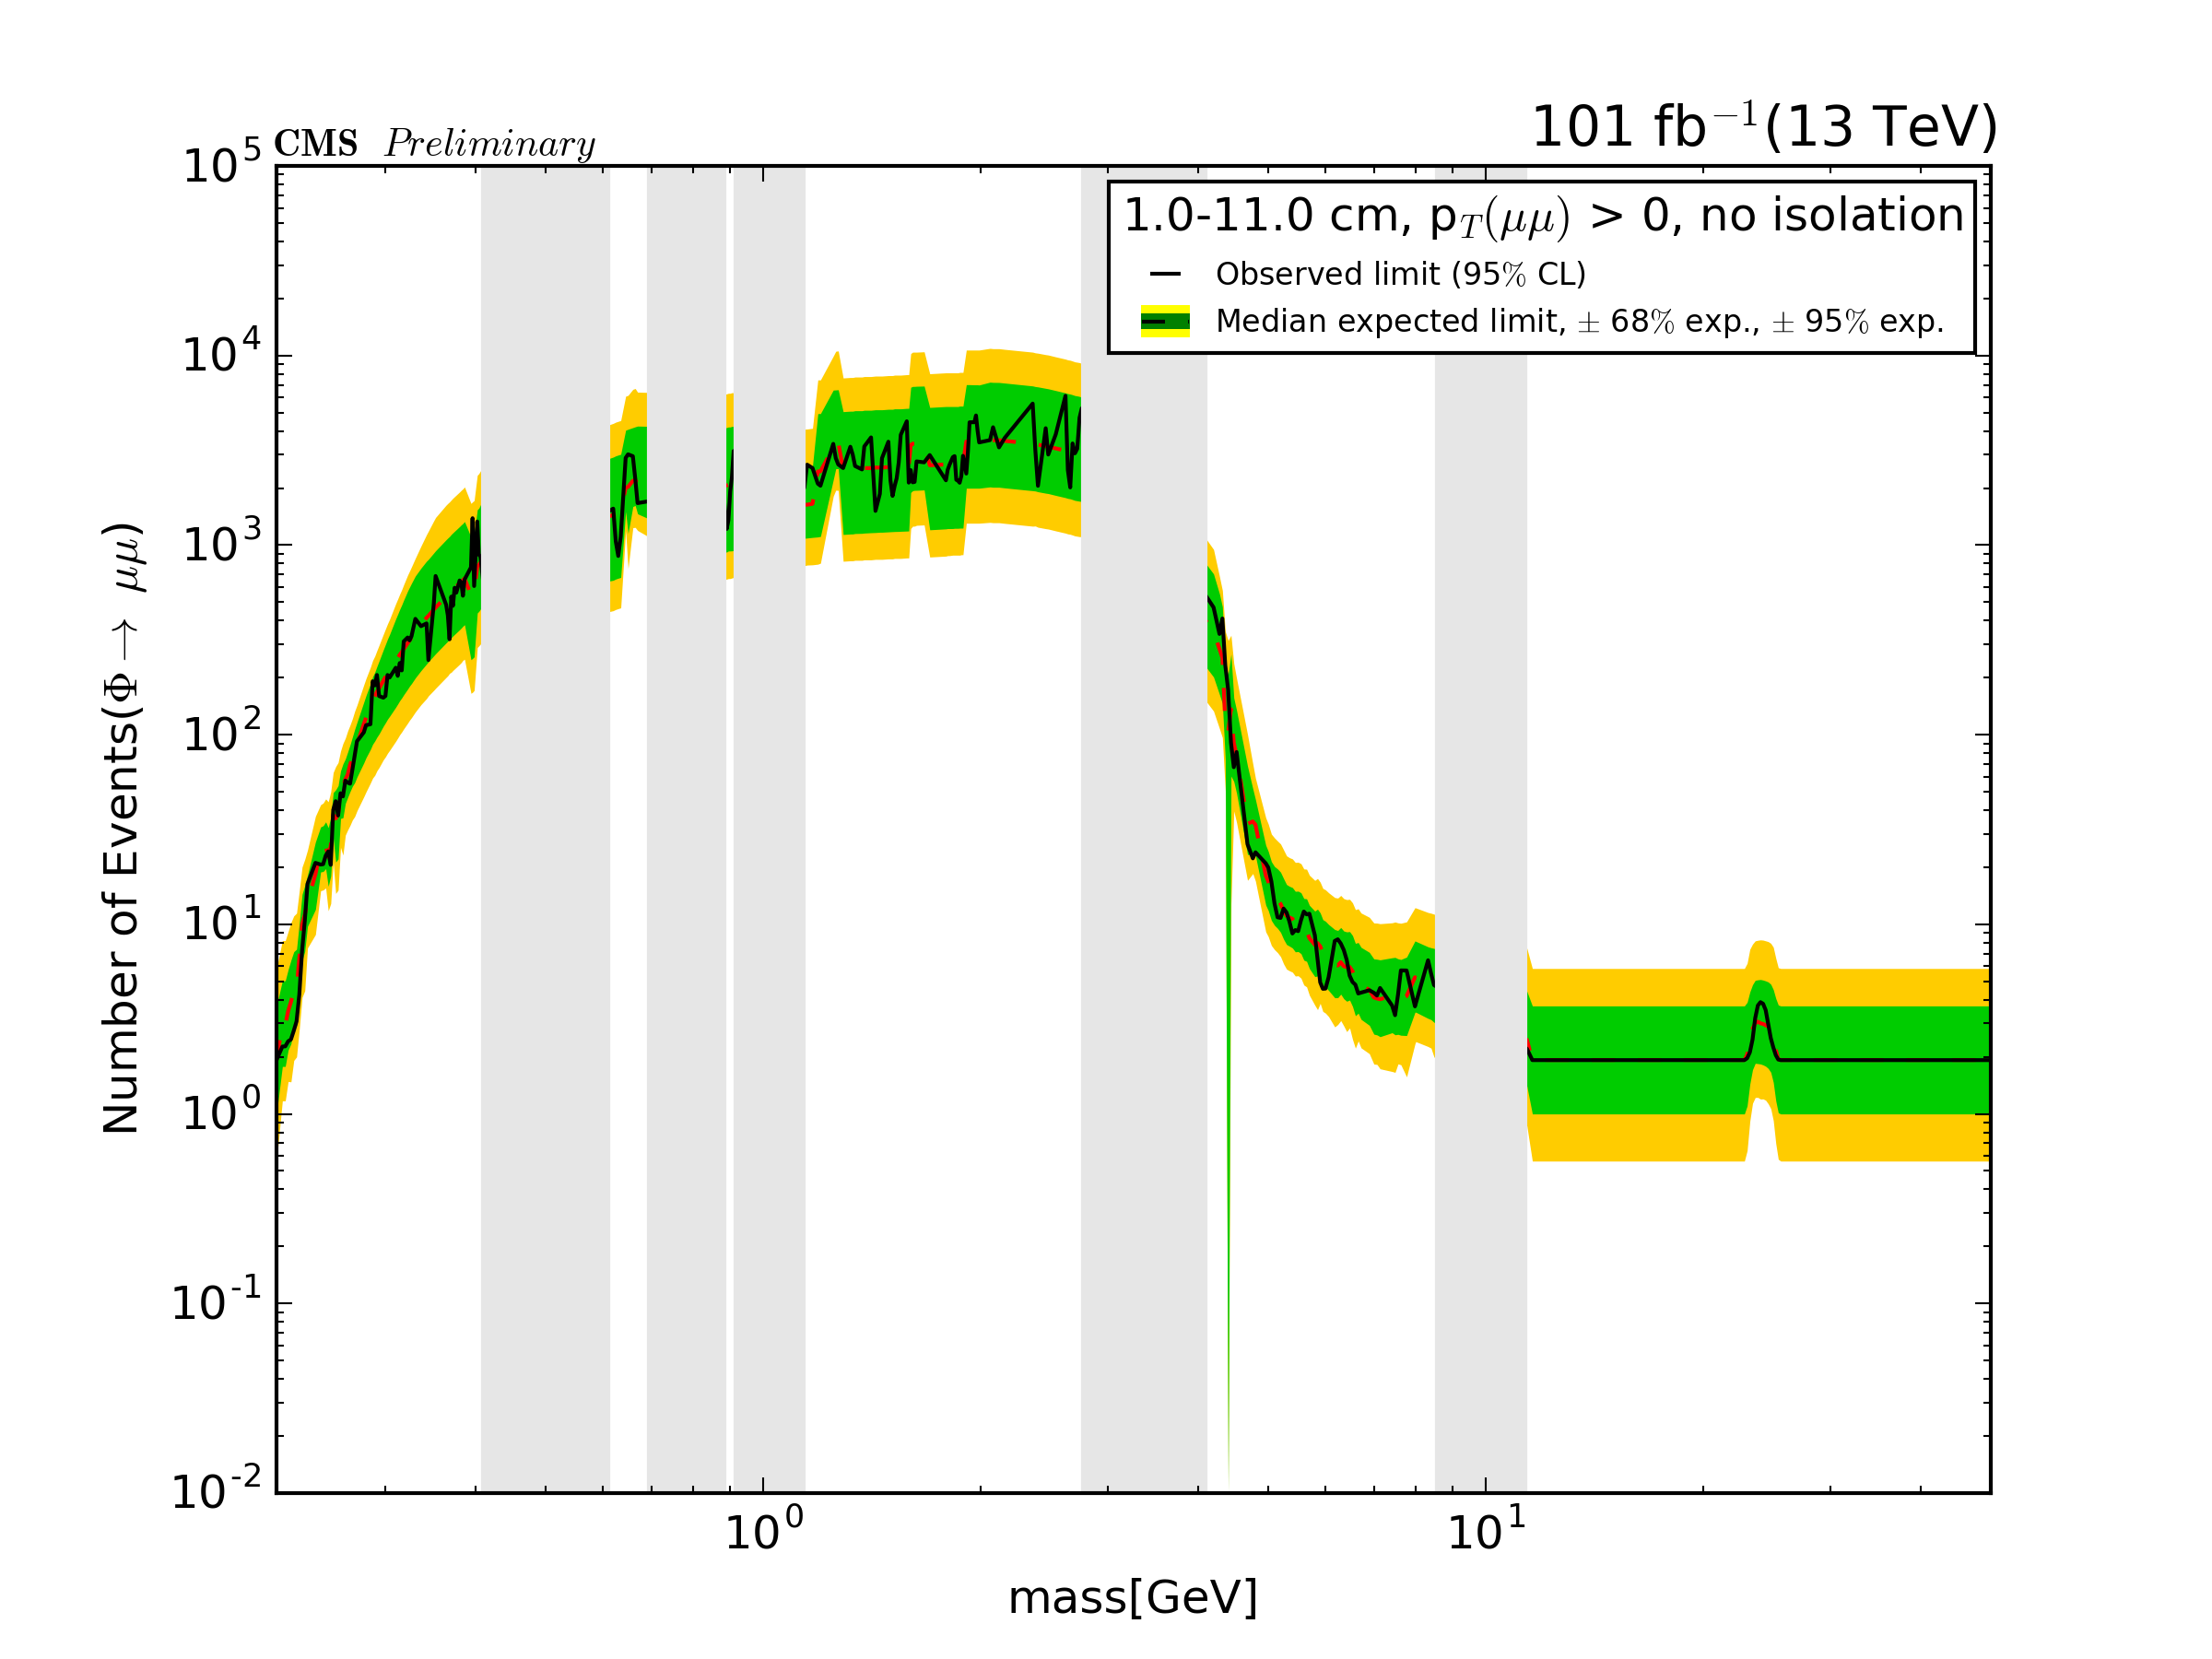 CMS Preliminary
101 fb⁻¹(13 TeV)
1.0-11.0 cm, p_T(μμ) > 0, no isolation
Observed limit (95% CL)
Median expected limit, ± 68% exp., ± 95% exp.
10⁵
10⁴
10³
10²
10¹
10⁰
10⁻¹
10⁻²
Number of Events(Φ → μμ)
10⁰ 10¹
mass[GeV]